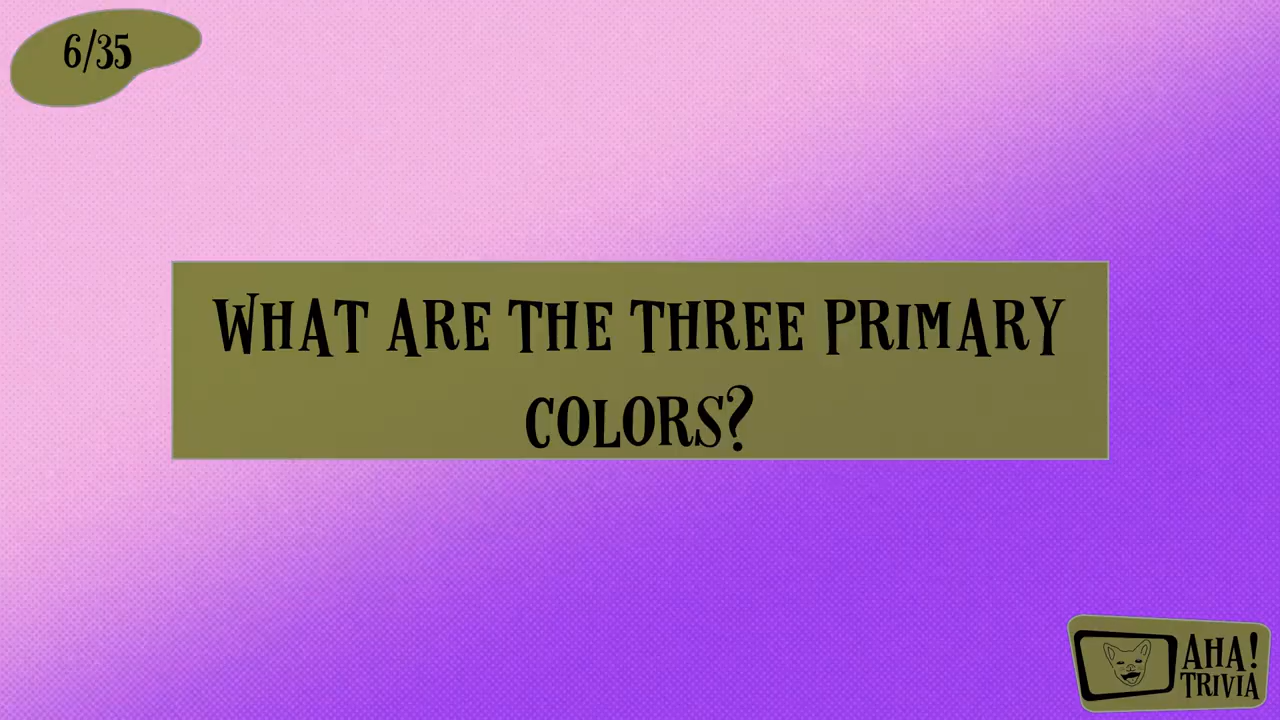 6/35
WHAT ARE THE THREE PRIMARY
COLORS?
AHA!
TRIVIA